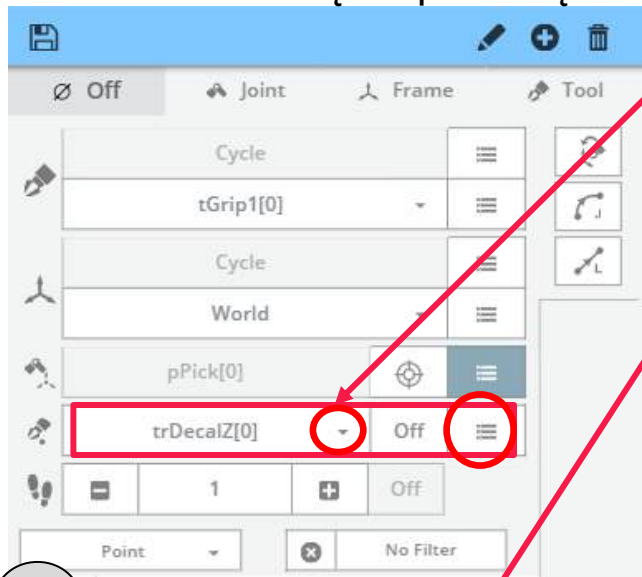 Off Joint Frame Tool
Cycle
tGrip1[0]
Cycle
World
pPick[0]
trDecalZ[0] Off
1 Off
Point No Filter